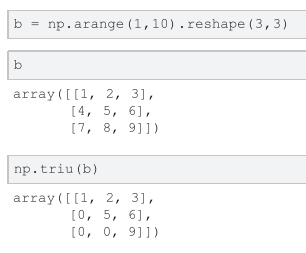 b = np.arange(1,10).reshape(3,3)
b
array([[1, 2, 3],
       [4, 5, 6],
       [7, 8, 9]])
np.triu(b)
array([[1, 2, 3],
       [0, 5, 6],
       [0, 0, 9]])